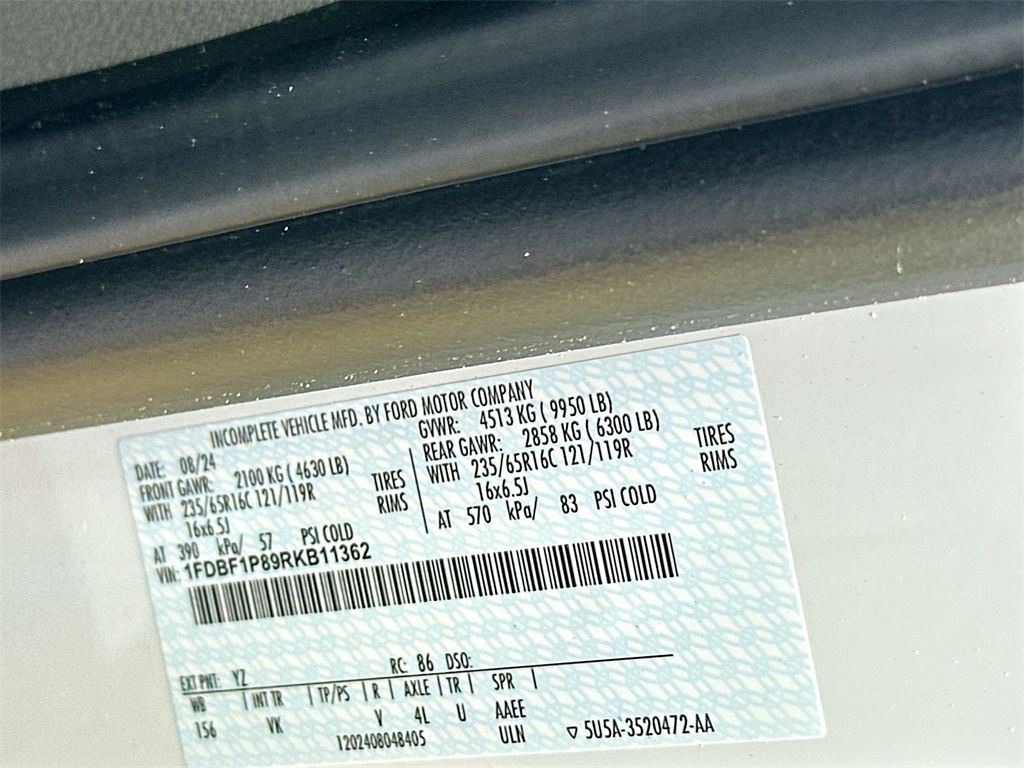 INCOMPLETE VEHICLE MFD. BY FORD MOTOR COMPANY
DATE: 08/24 GVWR: 4513 KG ( 9950 LB)
FRONT GAWR: 2100 KG ( 4630 LB) REAR GAWR: 2858 KG ( 6300 LB)
WITH 235/65R16C 121/119R TIRES WITH 235/65R16C 121/119R TIRES
16x6.5J RIMS 16x6.5J RIMS
AT 390 kPa/ 57 PSI COLD AT 570 kPa/ 83 PSI COLD
VIN: 1FDBF1P89RKB11362
EXT PNT: YZ RC: 86 DSO:
WB INT TR TP/PS R AXLE TR SPR
156 VK V 4L U AAEE
1202408048405 ULN ▽ 5U5A-3520472-AA